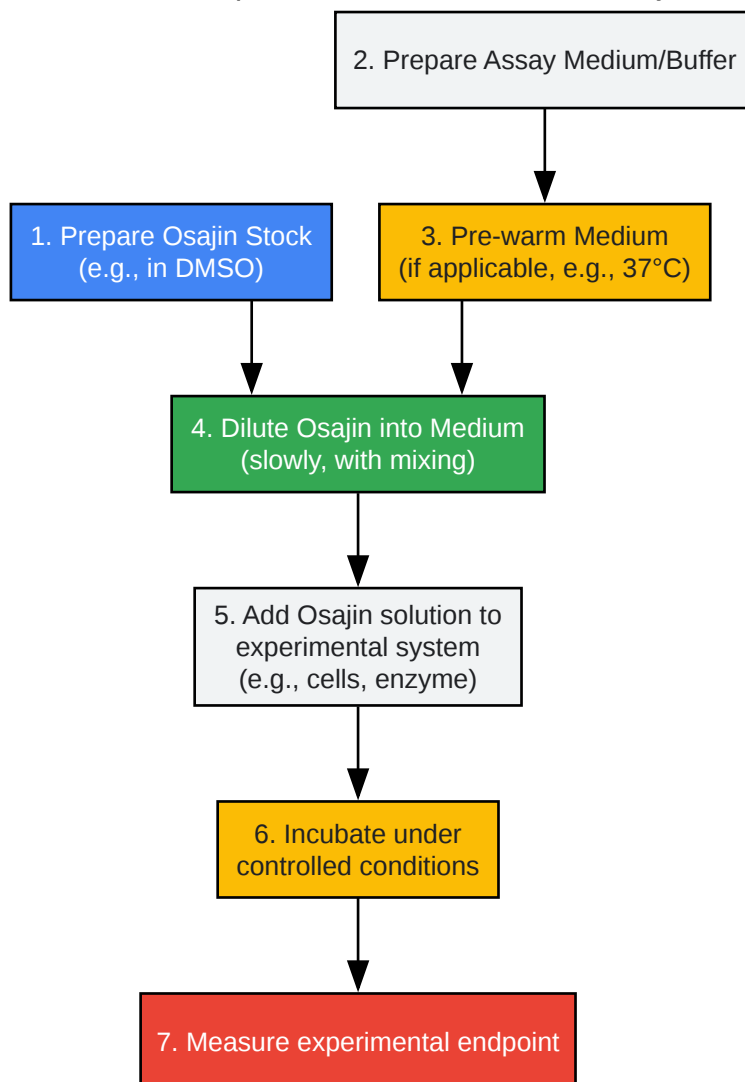 2. Prepare Assay Medium/Buffer
1. Prepare Osajin Stock
(e.g., in DMSO)
3. Pre-warm Medium
(if applicable, e.g., 37°C)
4. Dilute Osajin into Medium
(slowly, with mixing)
5. Add Osajin solution to
experimental system
(e.g., cells, enzyme)
6. Incubate under
controlled conditions
7. Measure experimental endpoint